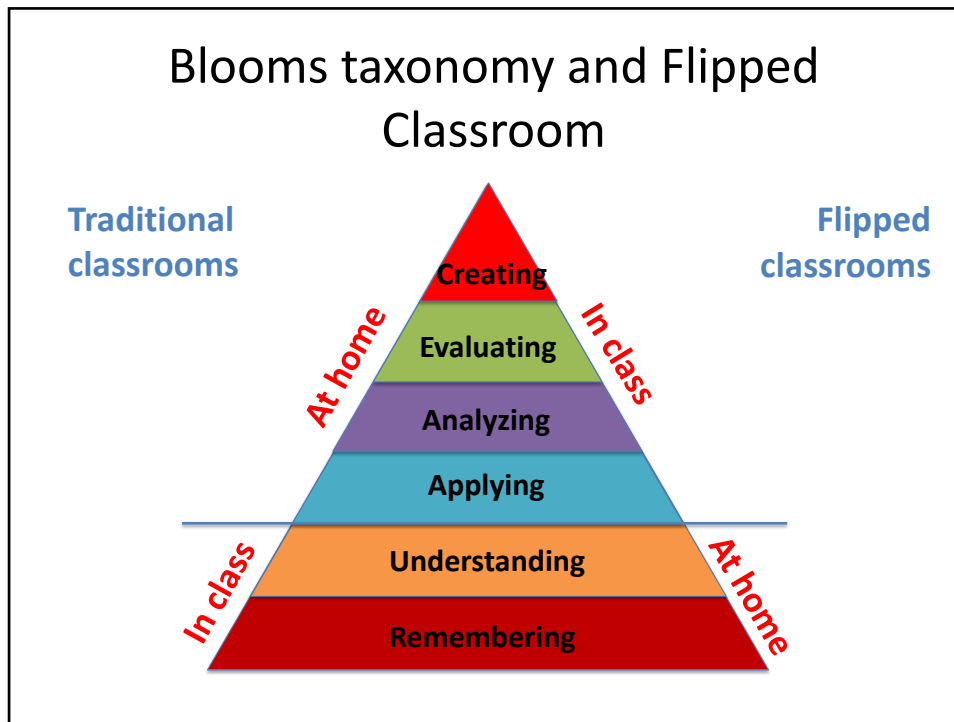 Blooms taxonomy and Flipped
Classroom
Traditional
classrooms
Flipped
classrooms
Creating
At home
In class
Evaluating
Analyzing
Applying
In class
Understanding
At home
Remembering